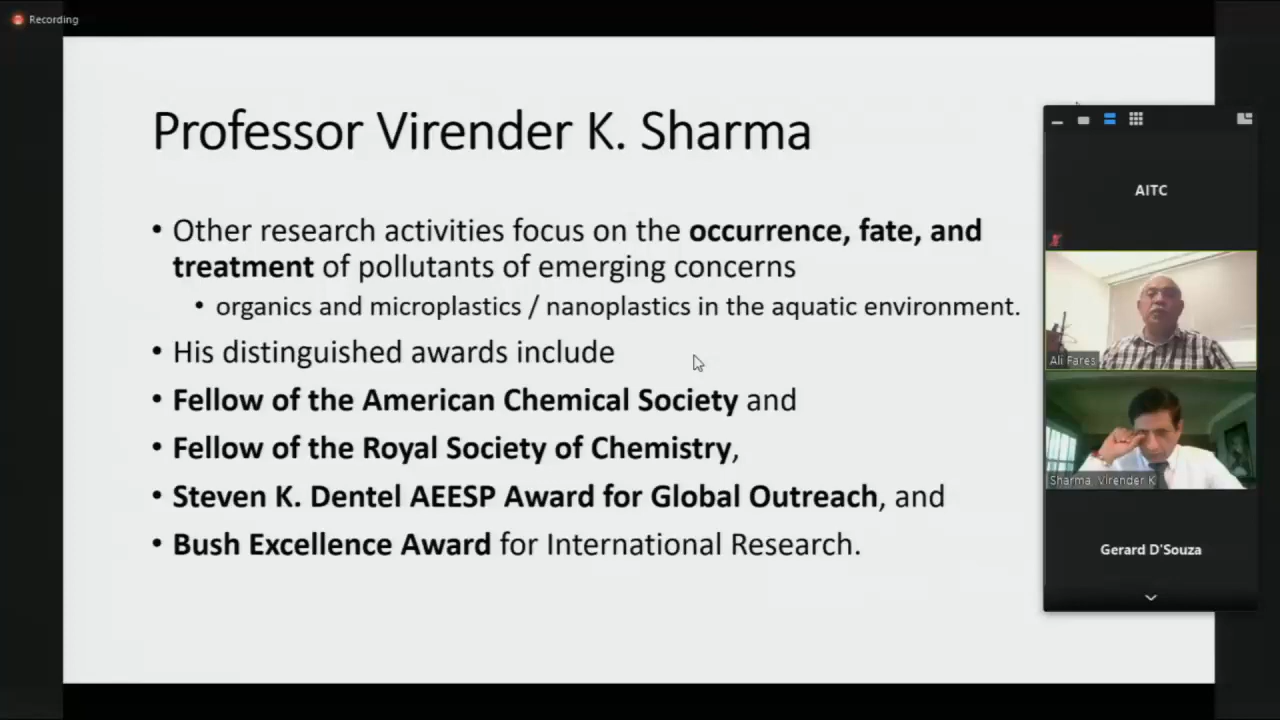 Recording
Professor Virender K. Sharma
• Other research activities focus on the occurrence, fate, and
treatment of pollutants of emerging concerns
• organics and microplastics / nanoplastics in the aquatic environment.
• His distinguished awards include
• Fellow of the American Chemical Society and
• Fellow of the Royal Society of Chemistry,
• Steven K. Dentel AEESP Award for Global Outreach, and
• Bush Excellence Award for International Research.
AITC
Ali Fares
Sharma, Virender K
Gerard D'Souza